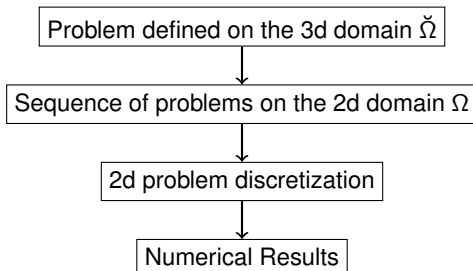 Problem defined on the 3d domain Ω̆
Sequence of problems on the 2d domain Ω
2d problem discretization
Numerical Results